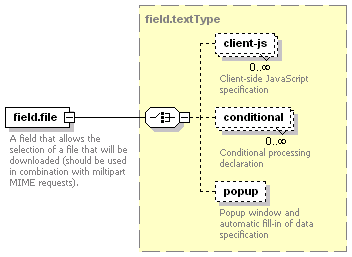 field.textType
client-js
0..∞
Client-side JavaScript
specification
field.file
A field that allows the
selection of a file that will be
downloaded (should be used
in combination with miltipart
MIME requests).
conditional
0..∞
Conditional processing
declaration
popup
Popup window and
automatic fill-in of data
specification